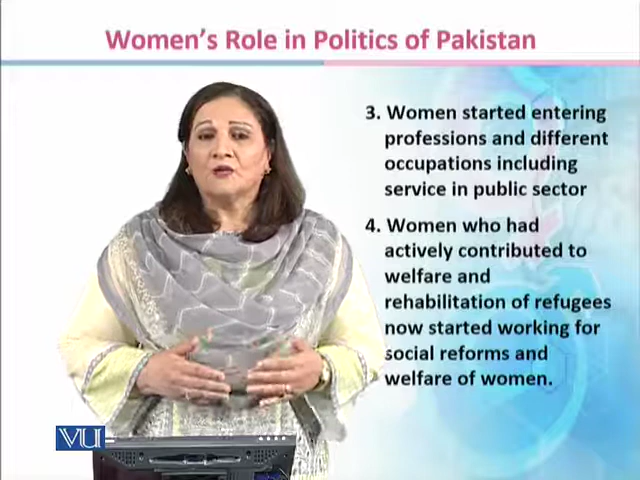 Women's Role in Politics of Pakistan
3. Women started entering
professions and different
occupations including
service in public sector
4. Women who had
actively contributed to
welfare and
rehabilitation of refugees
now started working for
social reforms and
welfare of women.
VU